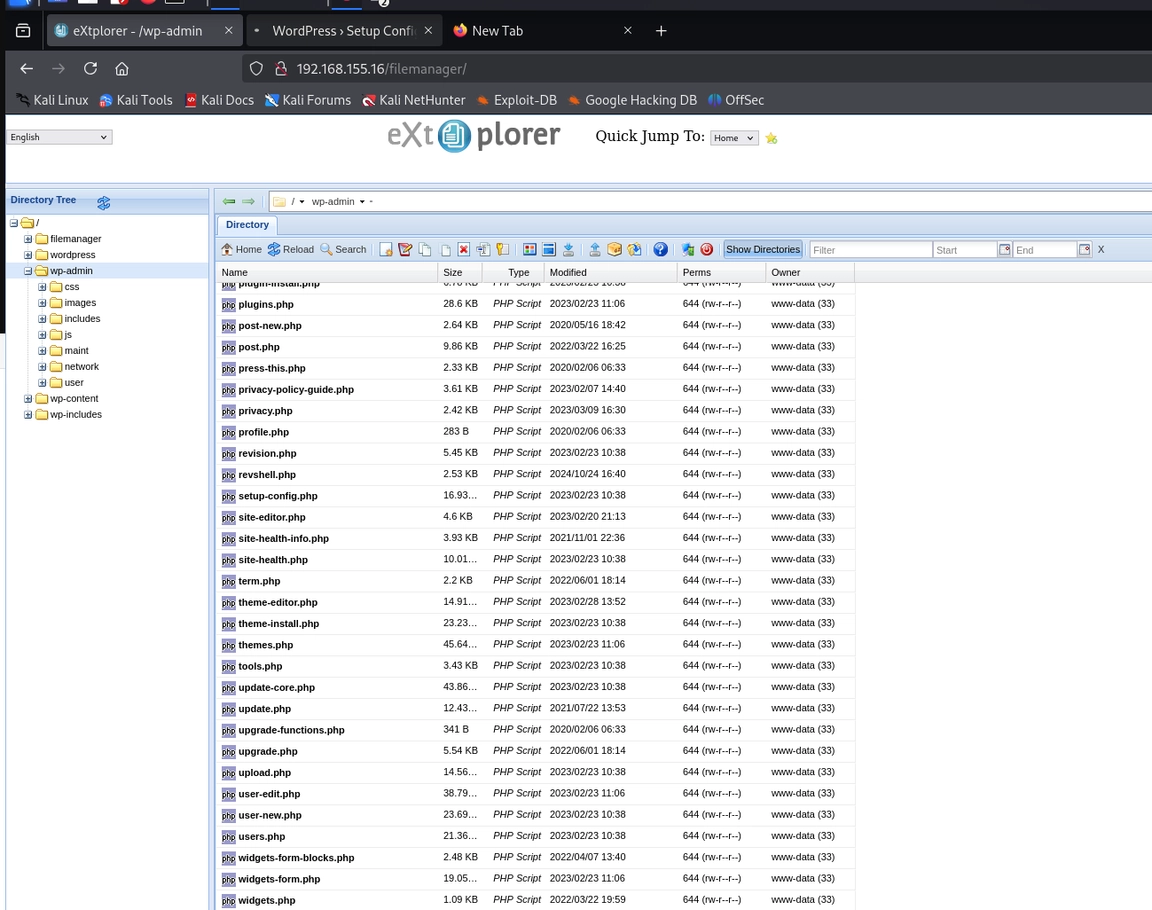 eXtplorer - /wp-admin × WordPress › Setup Confi × New Tab × +
192.168.155.16/filemanager/
Kali Linux Kali Tools Kali Docs Kali Forums Kali NetHunter Exploit-DB Google Hacking DB OffSec
English eXtplorer Quick Jump To: Home
Directory Tree / wp-admin
Directory
Home Reload Search Show Directories Filter Start End X
/
filemanager
wordpress
wp-admin
css
images
includes
js
maint
network
user
wp-content
wp-includes
Name Size Type Modified Perms Owner
plugin-install.php PHP Script www-data (33)
plugins.php 28.6 KB PHP Script 2023/02/23 11:06 644 (rw-r--r--) www-data (33)
post-new.php 2.64 KB PHP Script 2020/05/16 18:42 644 (rw-r--r--) www-data (33)
post.php 9.86 KB PHP Script 2022/03/22 16:25 644 (rw-r--r--) www-data (33)
press-this.php 2.33 KB PHP Script 2020/02/06 06:33 644 (rw-r--r--) www-data (33)
privacy-policy-guide.php 3.61 KB PHP Script 2023/02/07 14:40 644 (rw-r--r--) www-data (33)
privacy.php 2.42 KB PHP Script 2023/03/09 16:30 644 (rw-r--r--) www-data (33)
profile.php 283 B PHP Script 2020/02/06 06:33 644 (rw-r--r--) www-data (33)
revision.php 5.45 KB PHP Script 2023/02/23 10:38 644 (rw-r--r--) www-data (33)
revshell.php 2.53 KB PHP Script 2024/10/24 16:40 644 (rw-r--r--) www-data (33)
setup-config.php 16.93... PHP Script 2023/02/23 10:38 644 (rw-r--r--) www-data (33)
site-editor.php 4.6 KB PHP Script 2023/02/20 21:13 644 (rw-r--r--) www-data (33)
site-health-info.php 3.93 KB PHP Script 2021/11/01 22:36 644 (rw-r--r--) www-data (33)
site-health.php 10.01... PHP Script 2023/02/23 10:38 644 (rw-r--r--) www-data (33)
term.php 2.2 KB PHP Script 2022/06/01 18:14 644 (rw-r--r--) www-data (33)
theme-editor.php 14.91... PHP Script 2023/02/28 13:52 644 (rw-r--r--) www-data (33)
theme-install.php 23.23... PHP Script 2023/02/23 10:38 644 (rw-r--r--) www-data (33)
themes.php 45.64... PHP Script 2023/02/23 11:06 644 (rw-r--r--) www-data (33)
tools.php 3.43 KB PHP Script 2023/02/23 10:38 644 (rw-r--r--) www-data (33)
update-core.php 43.86... PHP Script 2023/02/23 10:38 644 (rw-r--r--) www-data (33)
update.php 12.43... PHP Script 2021/07/22 13:53 644 (rw-r--r--) www-data (33)
upgrade-functions.php 341 B PHP Script 2020/02/06 06:33 644 (rw-r--r--) www-data (33)
upgrade.php 5.54 KB PHP Script 2022/06/01 18:14 644 (rw-r--r--) www-data (33)
upload.php 14.56... PHP Script 2023/02/23 10:38 644 (rw-r--r--) www-data (33)
user-edit.php 38.79... PHP Script 2023/02/23 11:06 644 (rw-r--r--) www-data (33)
user-new.php 23.69... PHP Script 2023/02/23 10:38 644 (rw-r--r--) www-data (33)
users.php 21.36... PHP Script 2023/02/23 10:38 644 (rw-r--r--) www-data (33)
widgets-form-blocks.php 2.48 KB PHP Script 2022/04/07 13:40 644 (rw-r--r--) www-data (33)
widgets-form.php 19.05... PHP Script 2023/02/23 11:06 644 (rw-r--r--) www-data (33)
widgets.php 1.09 KB PHP Script 2022/03/22 19:59 644 (rw-r--r--) www-data (33)